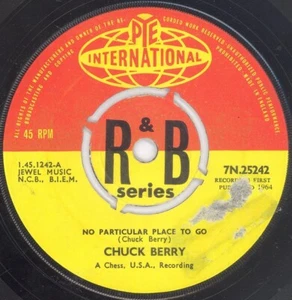 PYE
INTERNATIONAL
45 RPM
R & B
series
1.45.1242-A
JEWEL MUSIC
N.C.B., B.I.E.M.
7N.25242
1964
NO PARTICULAR PLACE TO GO
(Chuck Berry)
CHUCK BERRY
A Chess, U.S.A., Recording